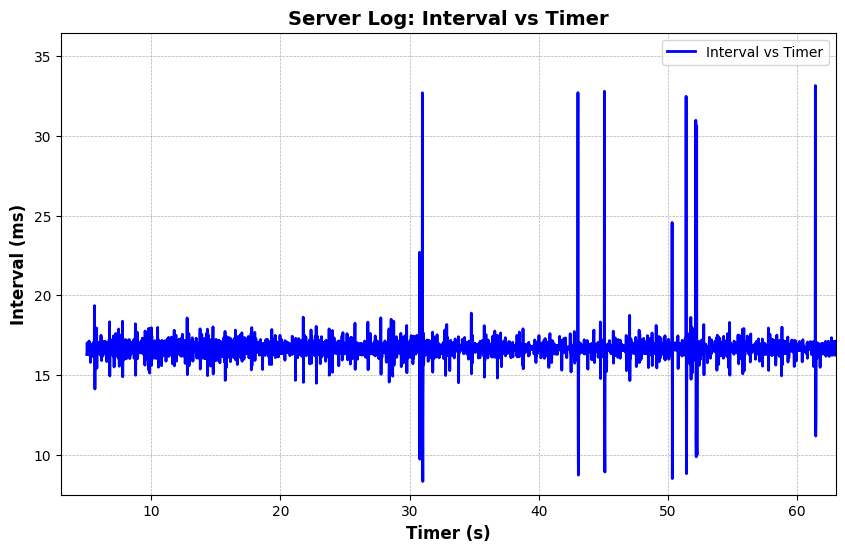 Server Log: Interval vs Timer
Interval vs Timer
35
30
25
20
15
10
Interval (ms)
10 20 30 40 50 60
Timer (s)